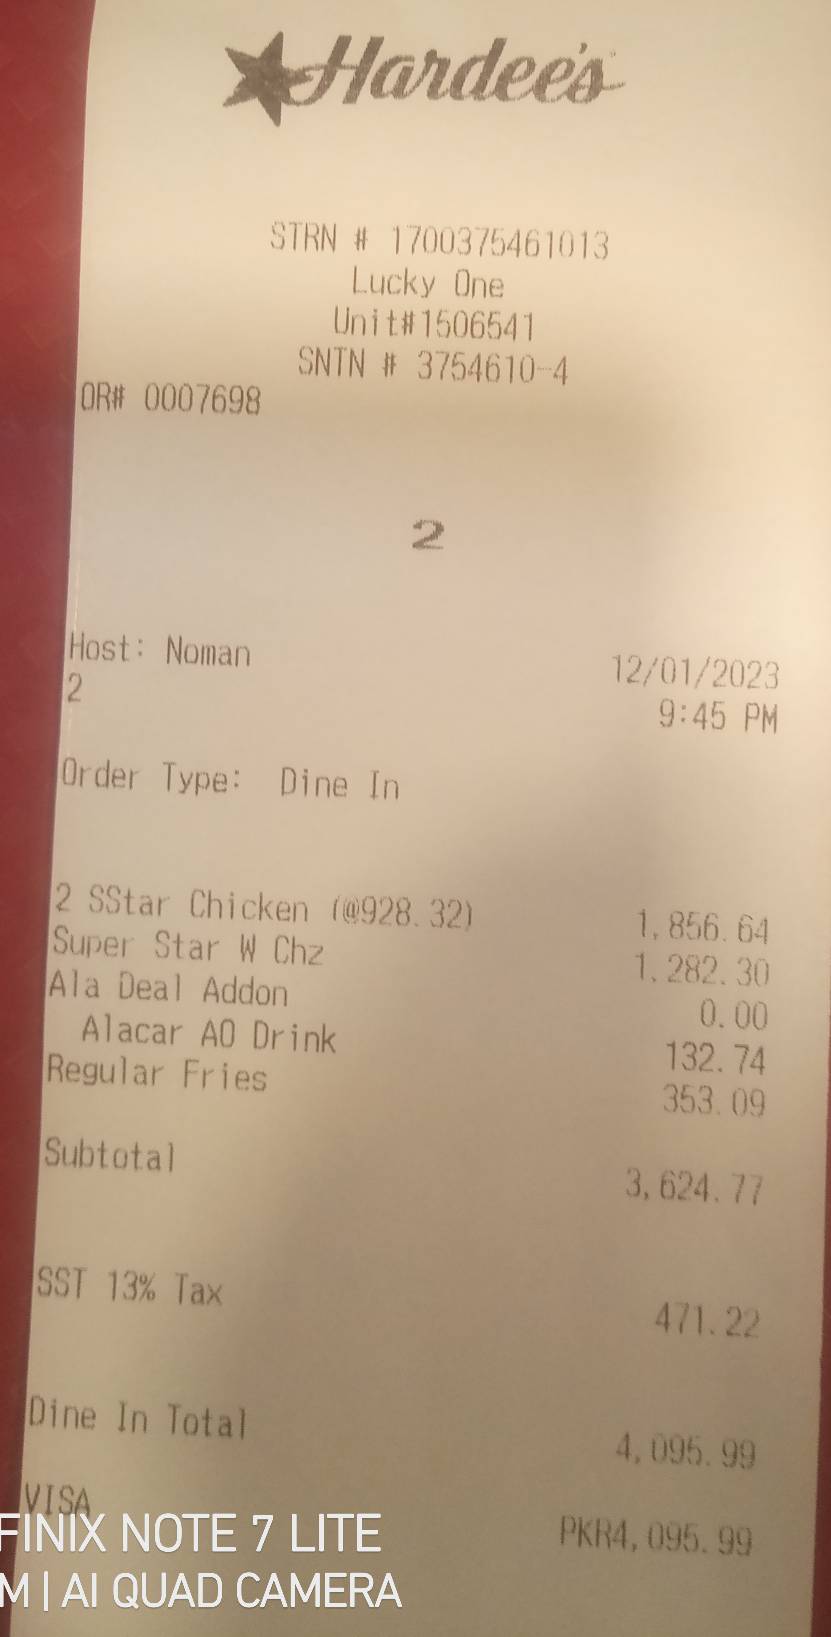 Hardee's
STRN # 1700375461013
Lucky One
Unit#1506541
SNTN # 3754610-4
OR# 0007698
2
Host: Noman 12/01/2023
2 9:45 PM
Order Type: Dine In
2 SStar Chicken (@928.32) 1,856.64
Super Star W Chz 1,282.30
Ala Deal Addon 0.00
Alacar AO Drink 132.74
Regular Fries 353.09
Subtotal 3,624.77
SST 13% Tax 471.22
Dine In Total 4,095.99
VISA PKR4,095.99
FINIX NOTE 7 LITE
M | AI QUAD CAMERA